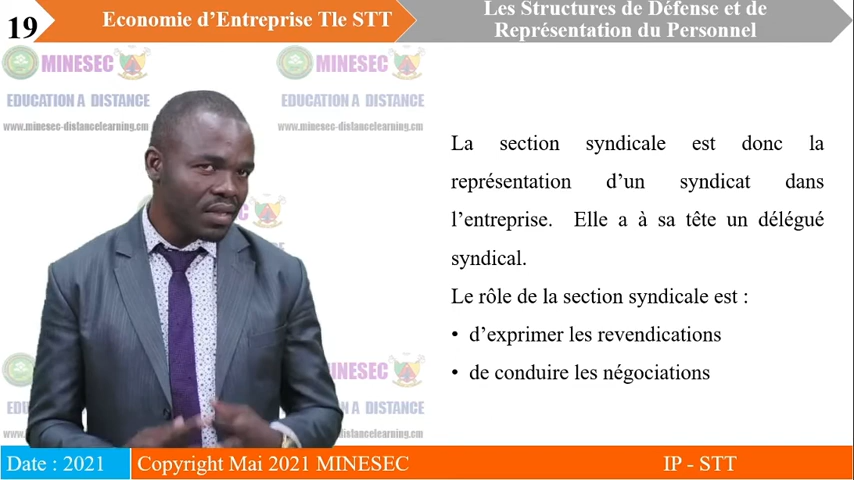 19
Economie d’Entreprise Tle STT
Les Structures de Défense et de
Représentation du Personnel
MINESEC
MINESEC
EDUCATION A DISTANCE
EDUCATION A DISTANCE
www.minesec-distancelearning.cm
www.minesec-distancelearning.cm
La section syndicale est donc la
représentation d’un syndicat dans
l’entreprise. Elle a à sa tête un délégué
syndical.
Le rôle de la section syndicale est :
• d’exprimer les revendications
• de conduire les négociations
Date : 2021
Copyright Mai 2021 MINESEC
IP - STT